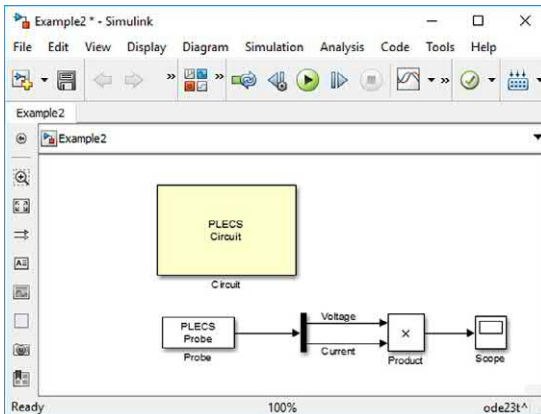 Example2 * - Simulink
File Edit View Display Diagram Simulation Analysis Code Tools Help
» » »
Example2
Example2
PLECS
Circuit
Circuit
PLECS
Probe
Probe
Voltage
Current
×
Product
Scope
Ready 100% ode23t^